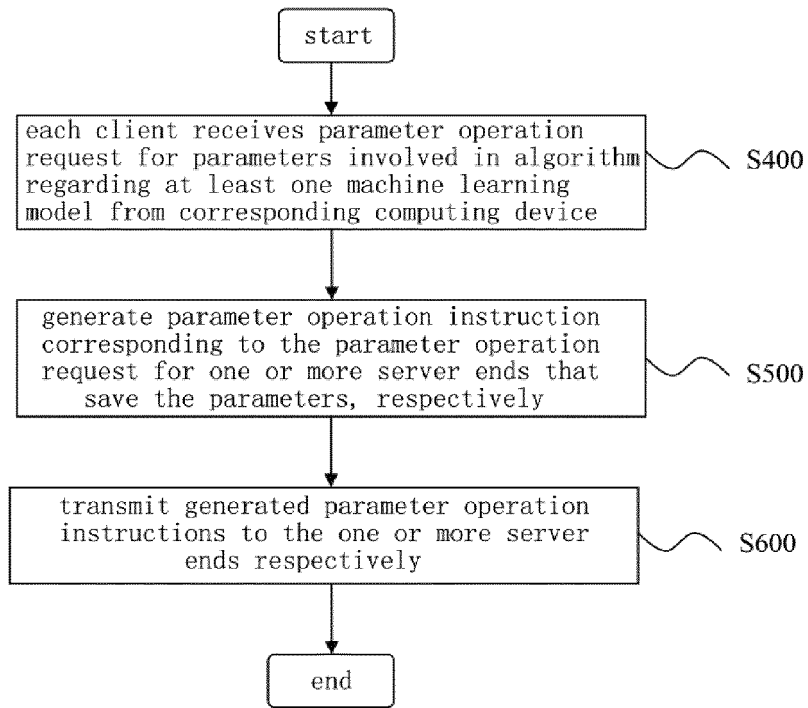 start
each client receives parameter operation
request for parameters involved in algorithm
regarding at least one machine learning
model from corresponding computing device
S400
generate parameter operation instruction
corresponding to the parameter operation
request for one or more server ends that
save the parameters, respectively
S500
transmit generated parameter operation
instructions to the one or more server
ends respectively
S600
end